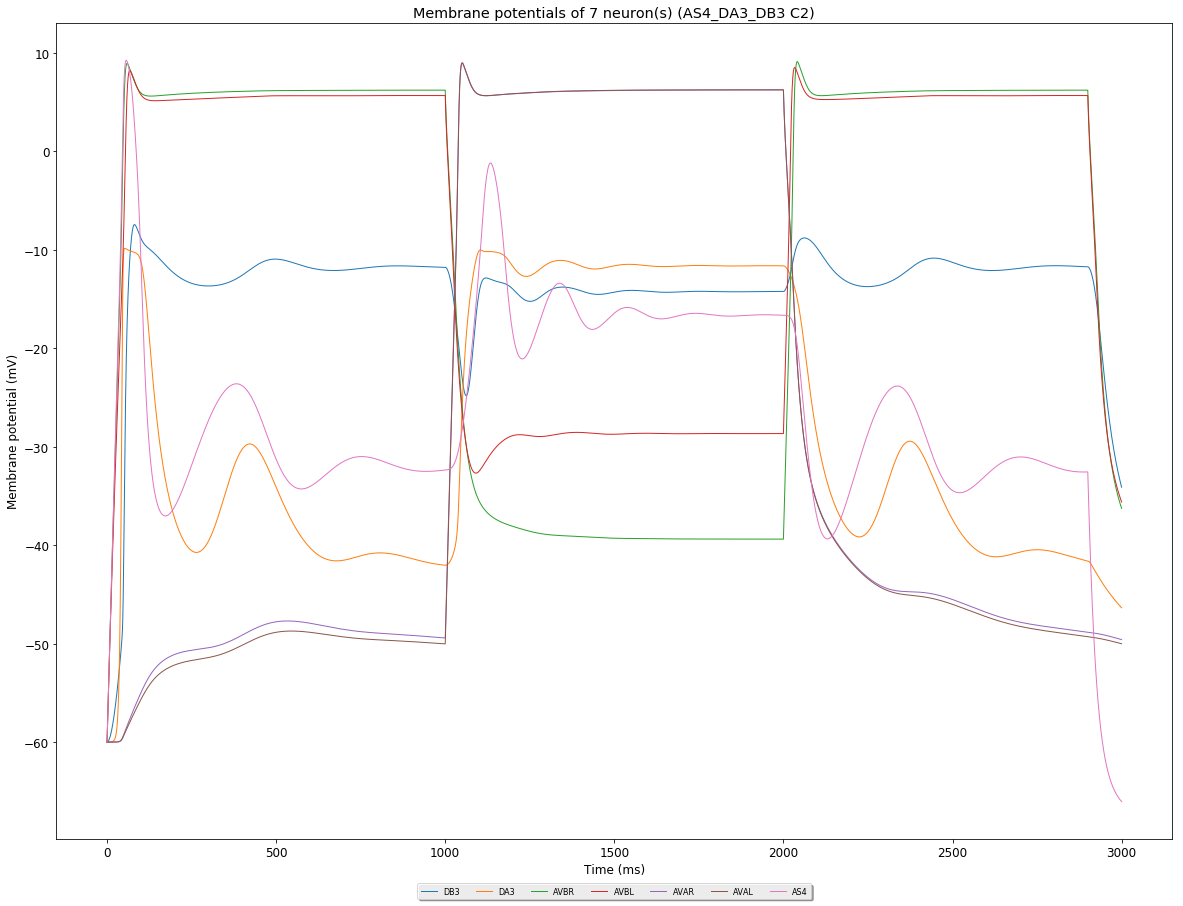 Membrane potentials of 7 neuron(s) (AS4_DA3_DB3 C2)
10
0
−10
−20
−30
−40
−50
−60
Membrane potential (mV)
0 500 1000 1500 2000 2500 3000
Time (ms)
DB3 DA3 AVBR AVBL AVAR AVAL AS4